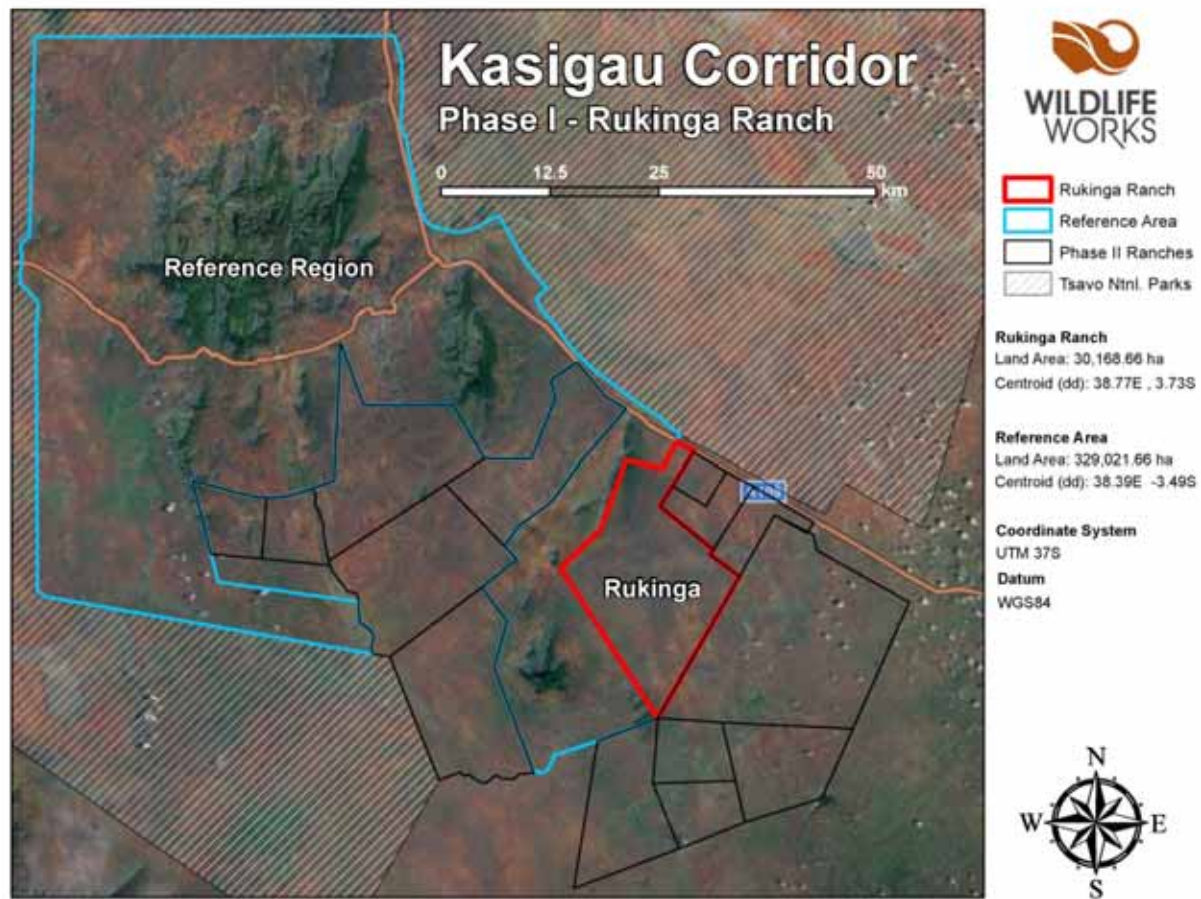 Kasigau Corridor
Phase I - Rukinga Ranch
0 12.5 25 50
km
Reference Region
Rukinga
WILDLIFE
WORKS
Rukinga Ranch
Reference Area
Phase II Ranches
Tsavo Ntnl. Parks
Rukinga Ranch
Land Area: 30,168.66 ha
Centroid (dd): 38.77E , 3.73S
Reference Area
Land Area: 329,021.66 ha
Centroid (dd): 38.39E -3.49S
Coordinate System
UTM 37S
Datum
WGS84
N
W E
S